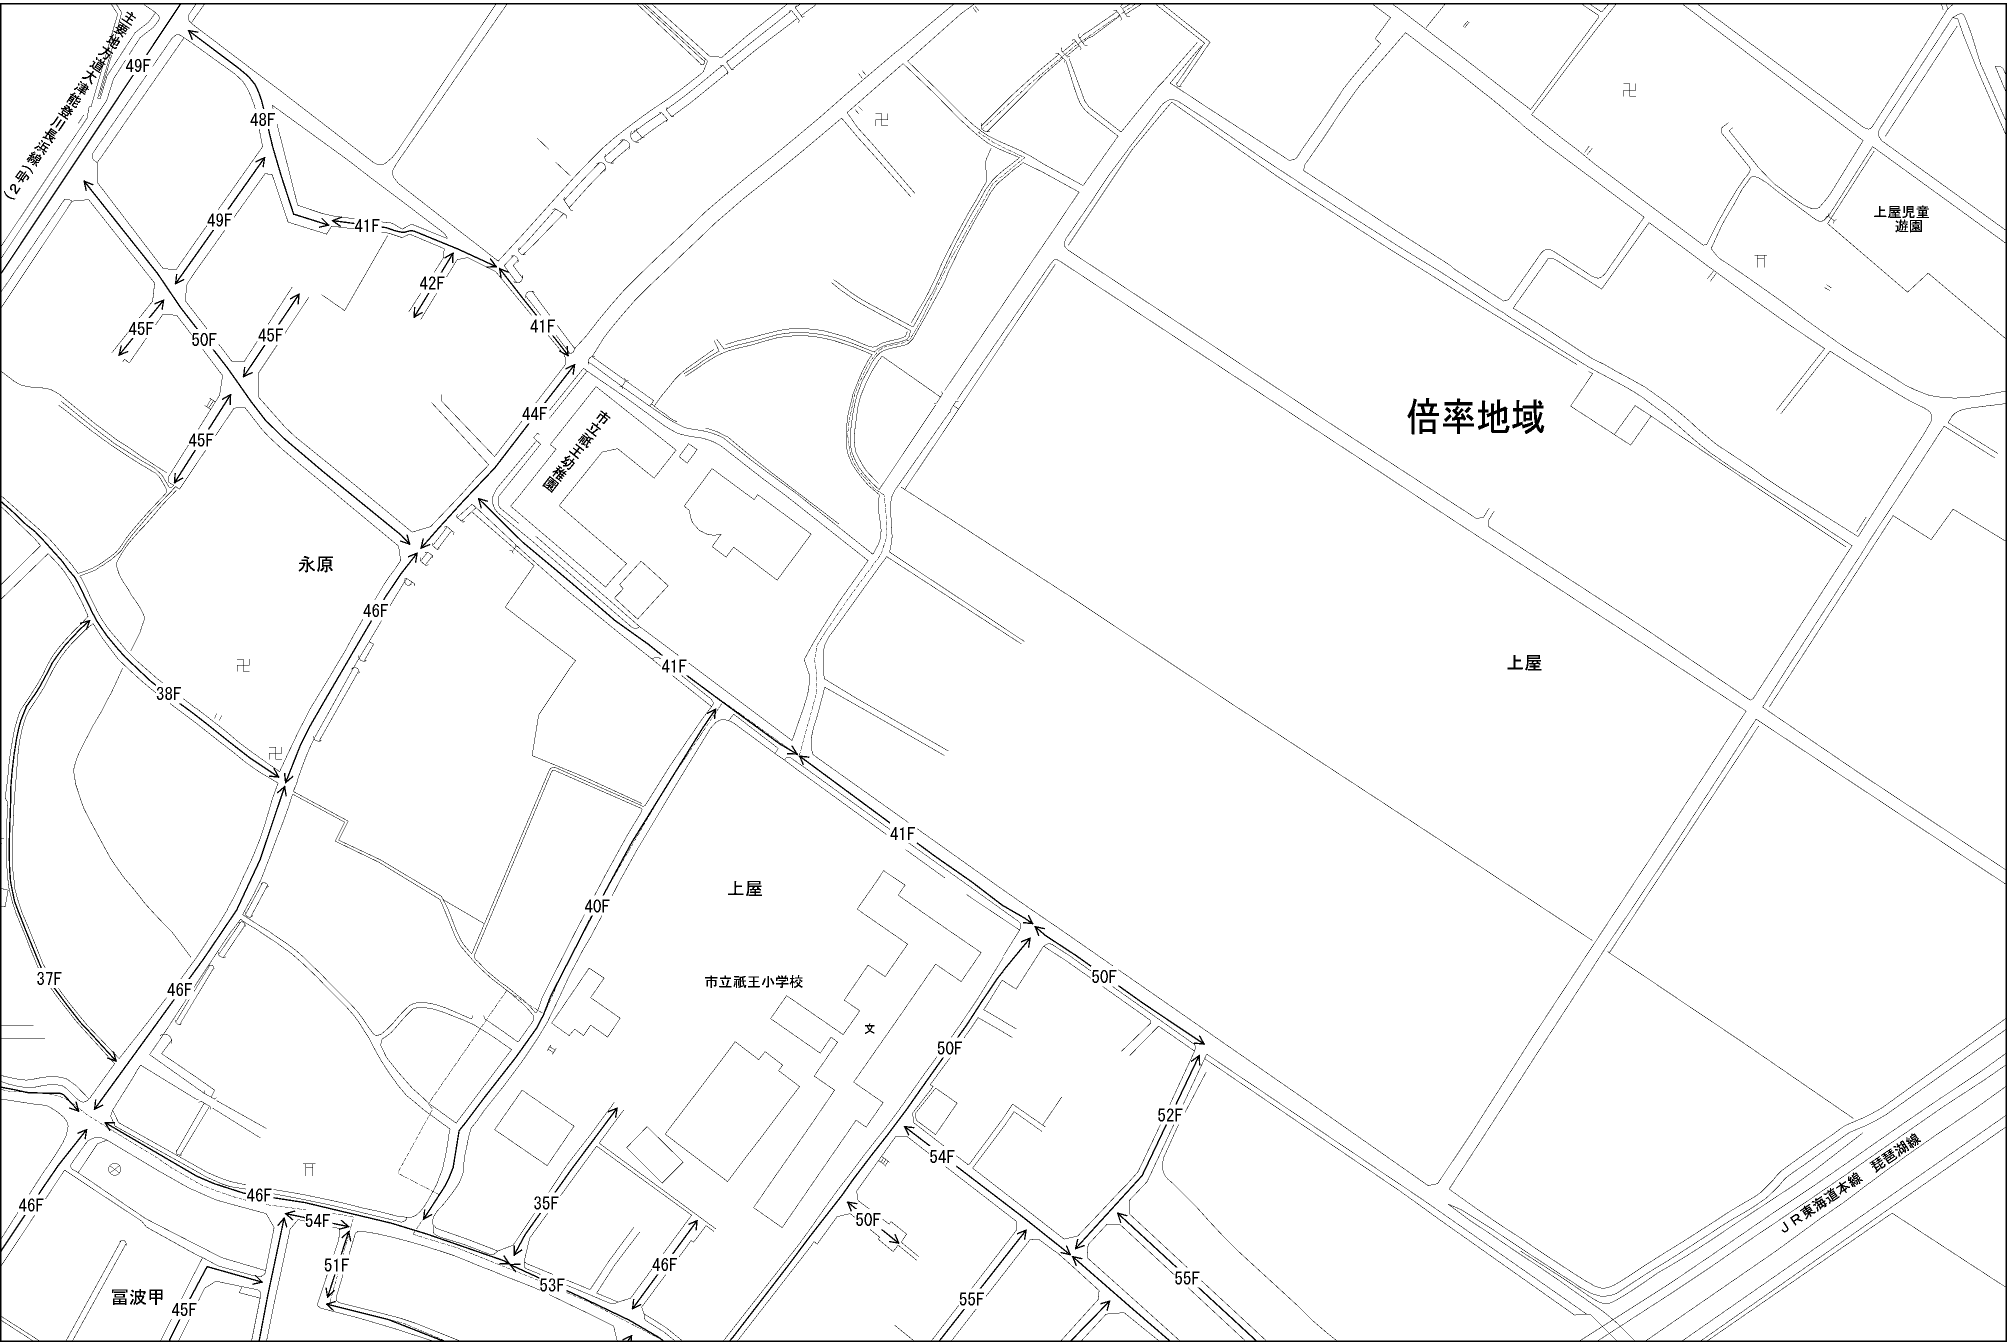 主要地方道大津能登川長浜線(2号)
49F
48F
卍
卍
上屋児童
遊園
49F
41F
42F
41F
45F
50F
45F
44F
市立祇王幼稚園
倍率地域
45F
永原
46F
卍
38F
41F
上屋
卍
41F
上屋
40F
37F
46F
市立祇王小学校
文
50F
50F
52F
54F
46F
46F
54F
35F
50F
JR東海道本線 琵琶湖線
51F
46F
53F
55F
55F
冨波甲
45F